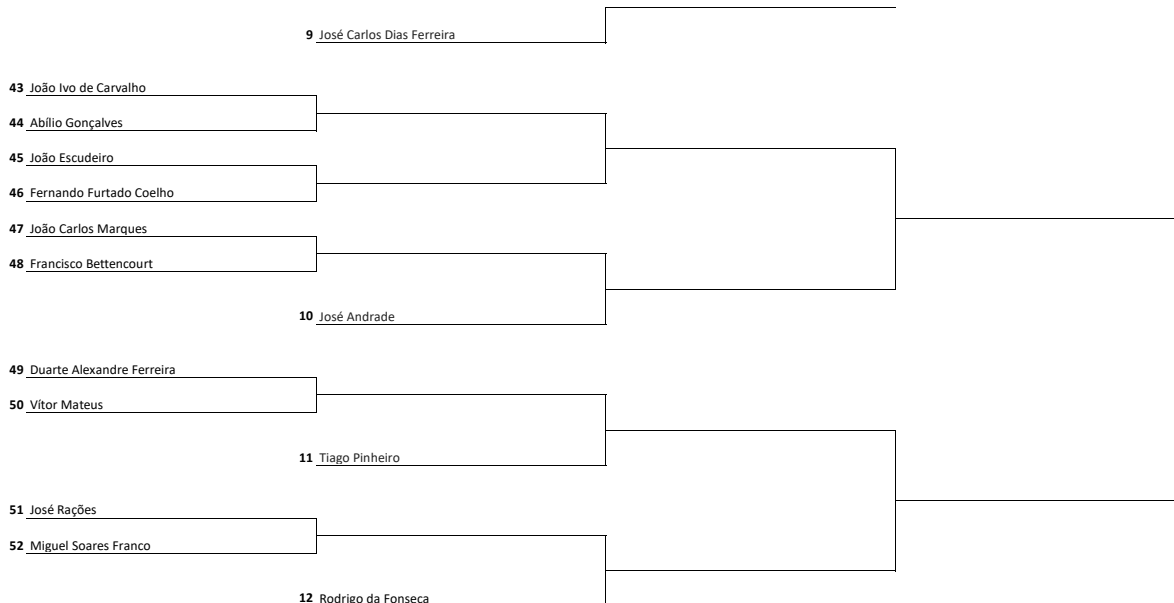 9 José Carlos Dias Ferreira
43 João Ivo de Carvalho
44 Abílio Gonçalves
45 João Escudeiro
46 Fernando Furtado Coelho
47 João Carlos Marques
48 Francisco Bettencourt
10 José Andrade
49 Duarte Alexandre Ferreira
50 Vítor Mateus
11 Tiago Pinheiro
51 José Rações
52 Miguel Soares Franco
12 Rodrigo da Fonseca